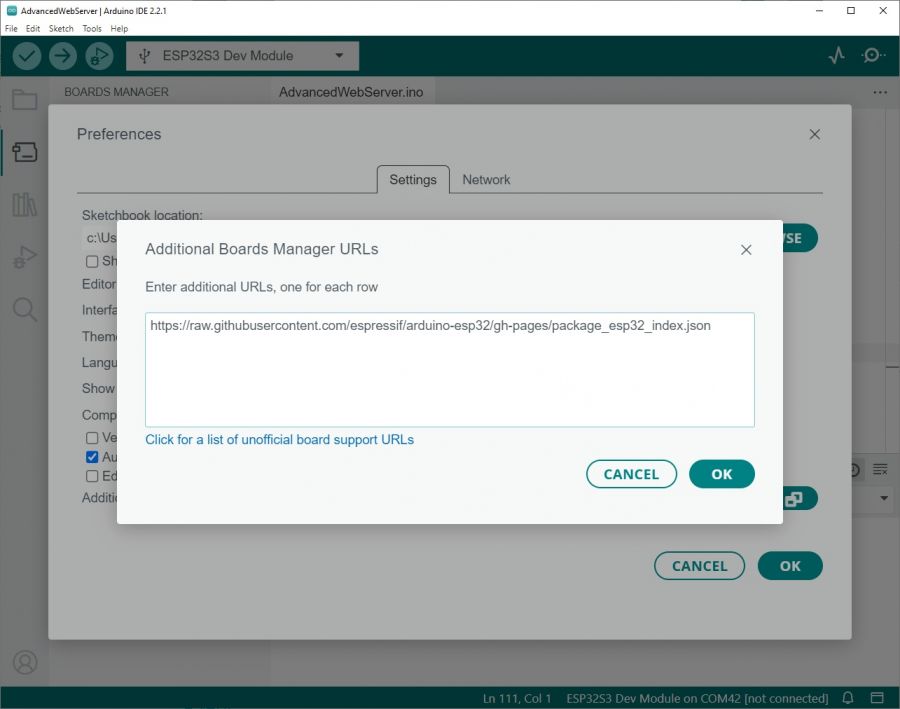 AdvancedWebServer | Arduino IDE 2.2.1
File Edit Sketch Tools Help
ESP32S3 Dev Module
BOARDS MANAGER
AdvancedWebServer.ino
Preferences
Settings Network
Sketchbook location:
c:\Us
Sh
Editor
Interfa
Theme
Langu
Show
Comp
Ve
Au
Ed
Additi
Additional Boards Manager URLs
Enter additional URLs, one for each row
https://raw.githubusercontent.com/espressif/arduino-esp32/gh-pages/package_esp32_index.json
Click for a list of unofficial board support URLs
CANCEL OK
CANCEL OK
Ln 111, Col 1 ESP32S3 Dev Module on COM42 [not connected]